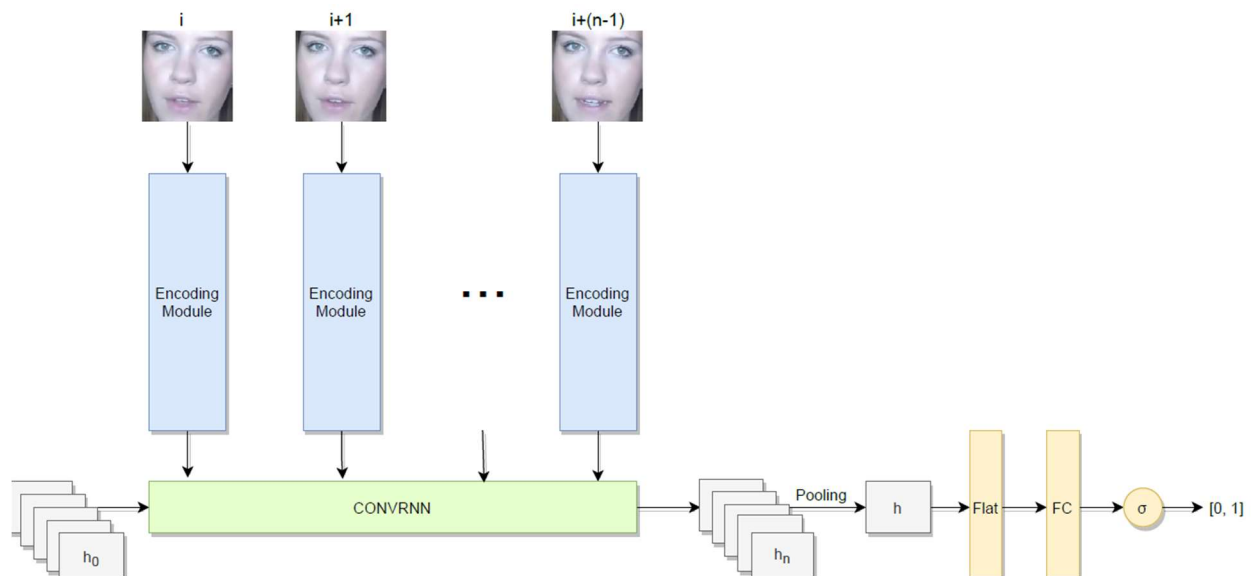 i
i+1
i+(n-1)
Encoding
Module
Encoding
Module
...
Encoding
Module
CONVRNN
h₀
hₙ
Pooling
h
Flat
FC
σ
[0, 1]